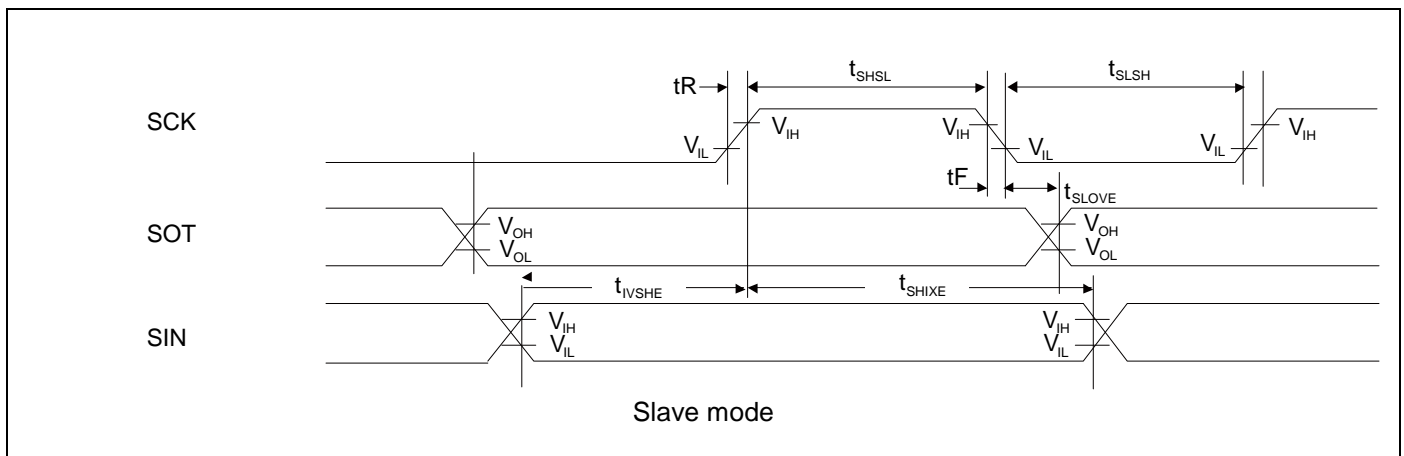 tR
tSHSL
tSLSH
SCK
VIH
VIL
VIH
VIL
VIL
VIH
tF
tSLOVE
SOT
VOH
VOL
VOH
VOL
tIVSHE
tSHIXE
SIN
VIH
VIL
VIH
VIL
Slave mode